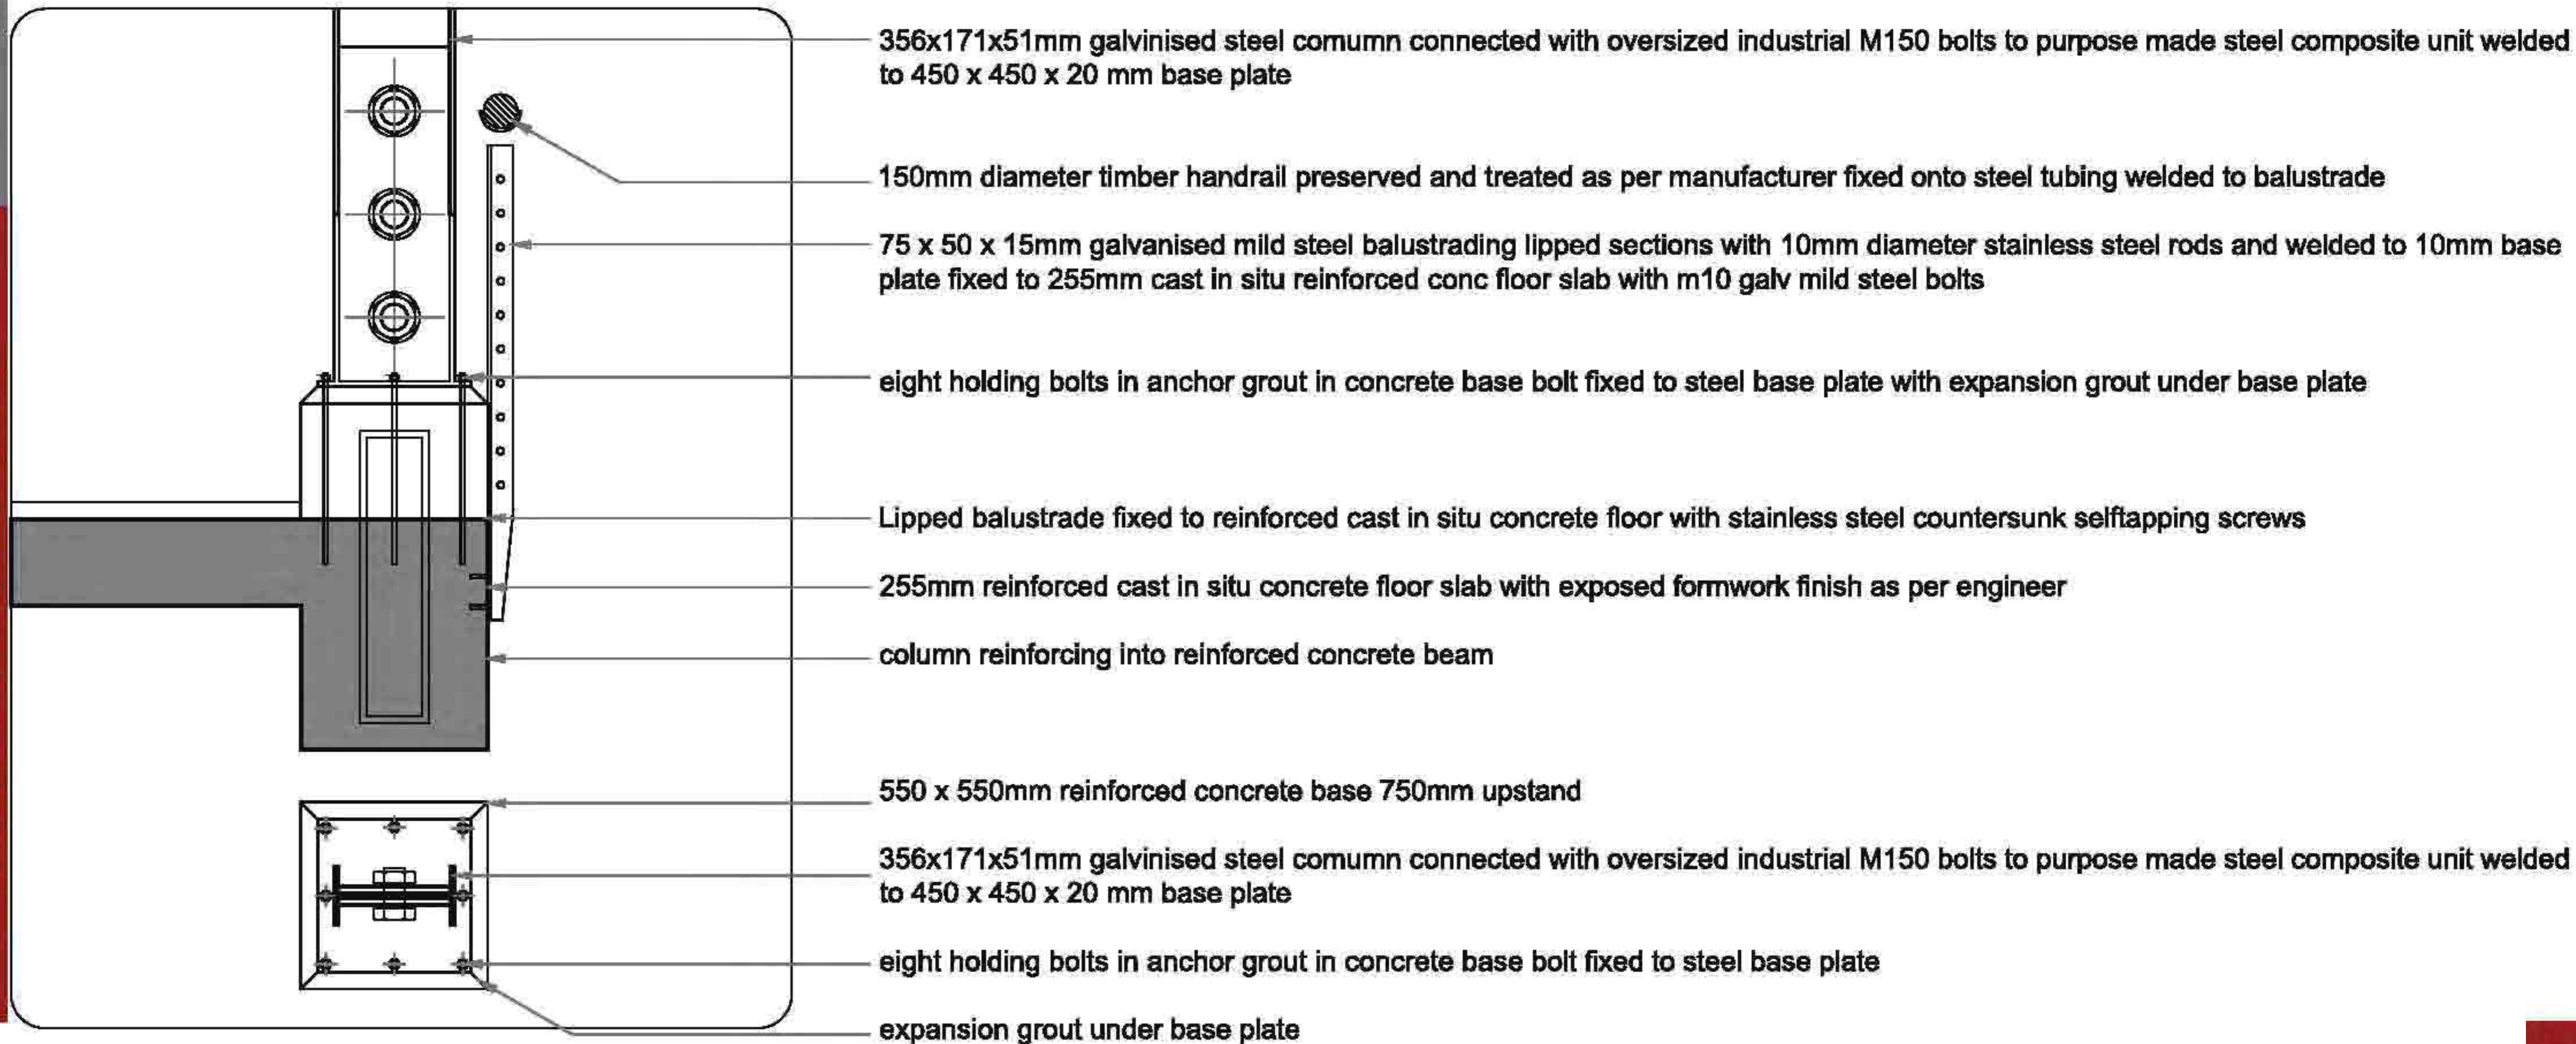 356x171x51mm galvinised steel comumn connected with oversized industrial M150 bolts to purpose made steel composite unit welded
to 450 x 450 x 20 mm base plate
150mm diameter timber handrail preserved and treated as per manufacturer fixed onto steel tubing welded to balustrade
75 x 50 x 15mm galvanised mild steel balustrading lipped sections with 10mm diameter stainless steel rods and welded to 10mm base
plate fixed to 255mm cast in situ reinforced conc floor slab with m10 galv mild steel bolts
eight holding bolts in anchor grout in concrete base bolt fixed to steel base plate with expansion grout under base plate
Lipped balustrade fixed to reinforced cast in situ concrete floor with stainless steel countersunk selftapping screws
255mm reinforced cast in situ concrete floor slab with exposed formwork finish as per engineer
column reinforcing into reinforced concrete beam
550 x 550mm reinforced concrete base 750mm upstand
356x171x51mm galvinised steel comumn connected with oversized industrial M150 bolts to purpose made steel composite unit welded
to 450 x 450 x 20 mm base plate
eight holding bolts in anchor grout in concrete base bolt fixed to steel base plate
expansion grout under base plate